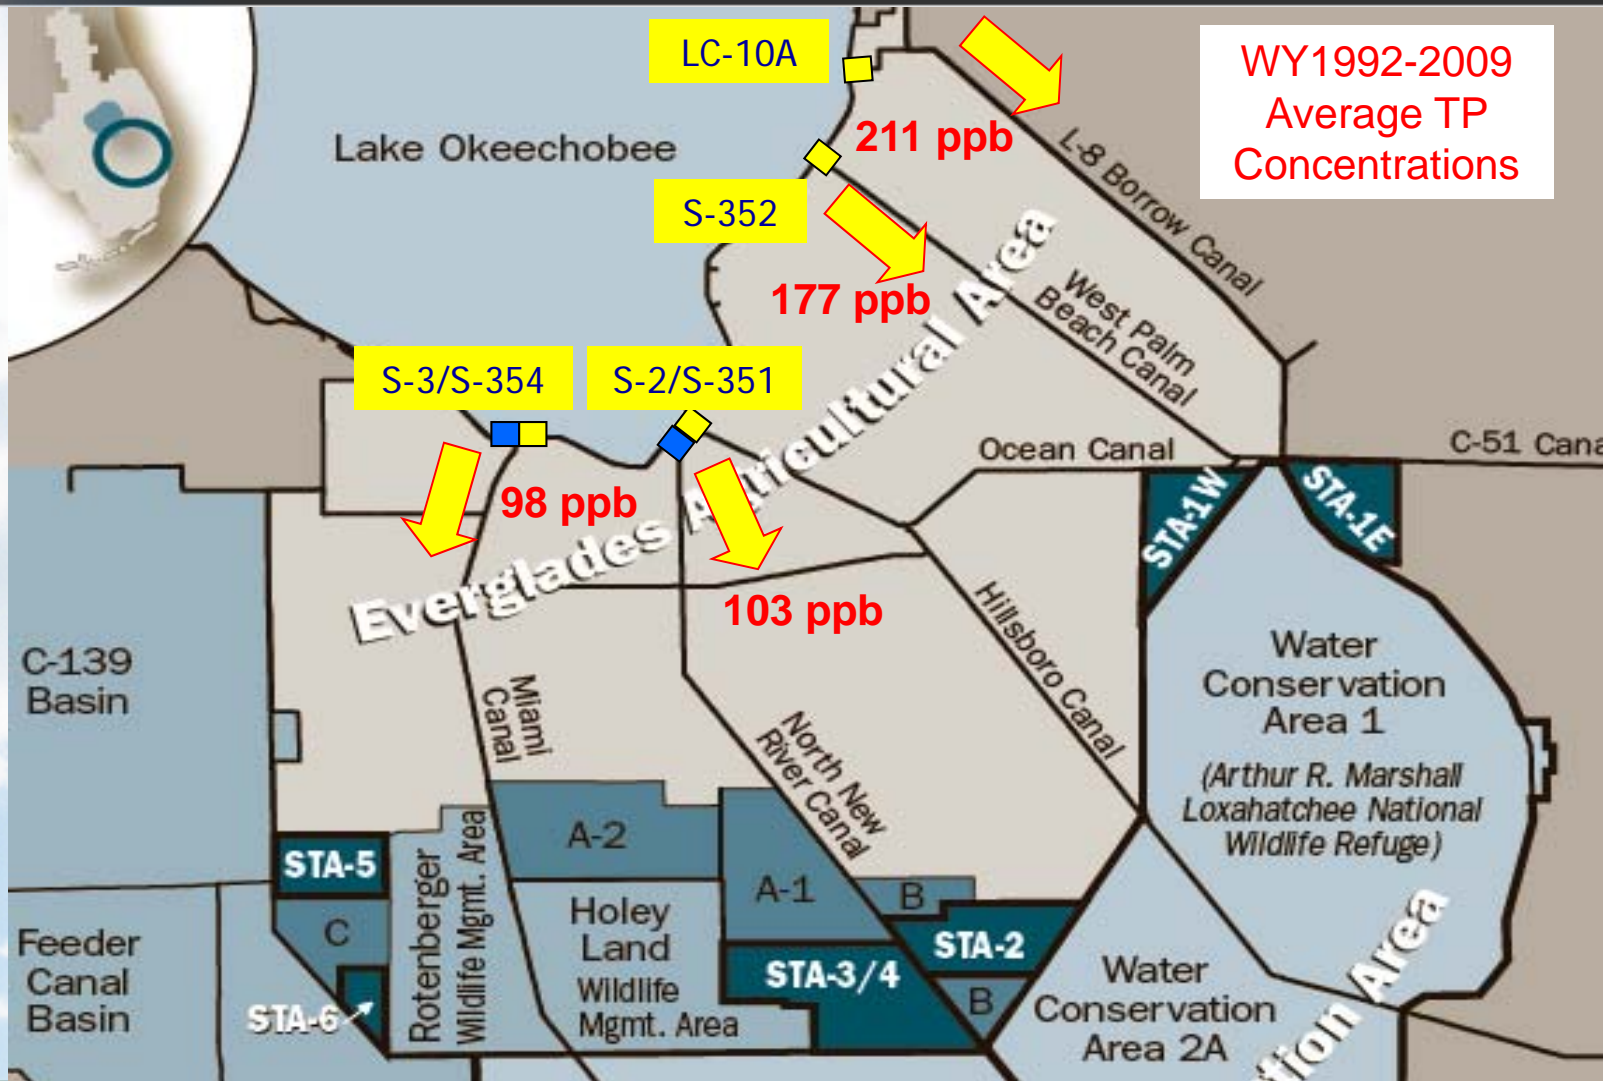 LC-10A
WY1992-2009
Average TP
Concentrations
Lake Okeechobee
211 ppb
L-8 Borrow Canal
S-352
177 ppb
West Palm
Beach Canal
S-3/S-354
S-2/S-351
Everglades Agricultural Area
Ocean Canal
C-51 Cana
98 ppb
STA-1W
STA-1E
103 ppb
Hillsboro Canal
C-139
Basin
Miami
Canal
North New
River Canal
Water
Conservation
Area 1
(Arthur R. Marshall
Loxahatchee National
Wildlife Refuge)
A-2
STA-5
Rotenberger
Wildlife Mgmt. Area
A-1
B
C
Holey
Land
Wildlife
Mgmt. Area
STA-2
STA-3/4
B
Feeder
Canal
Basin
STA-6
Water
Conservation
Area 2A
tion Area